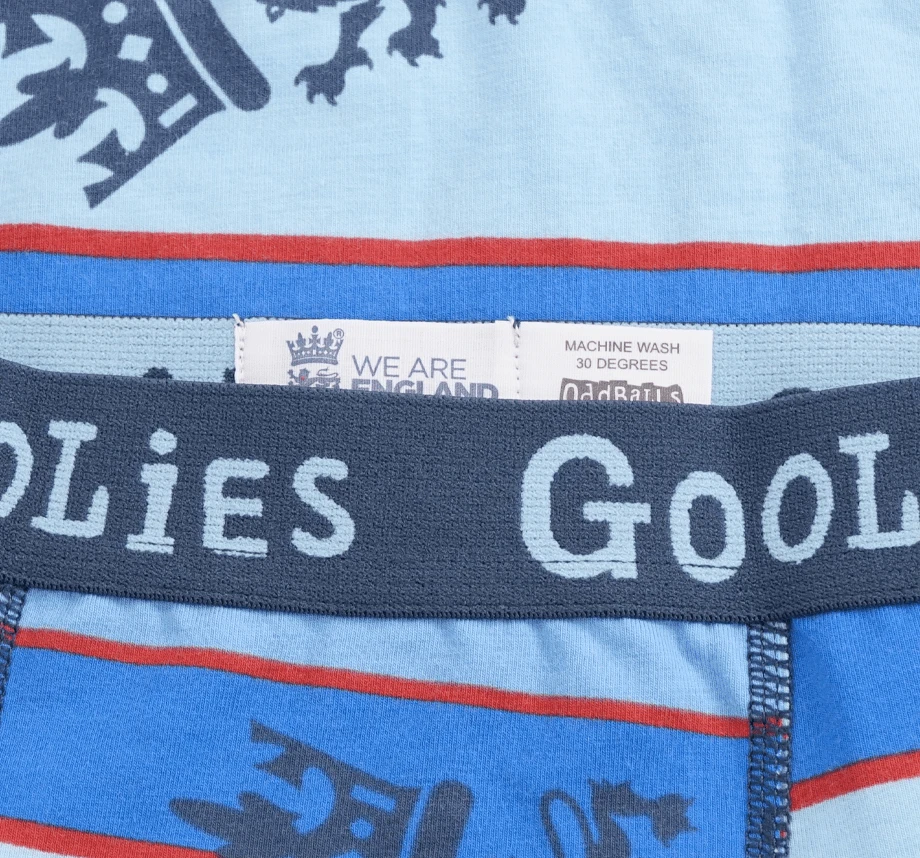 ®
WE ARE
ENGLAND
MACHINE WASH
30 DEGREES
OddBaLLs
OLiES GOOL